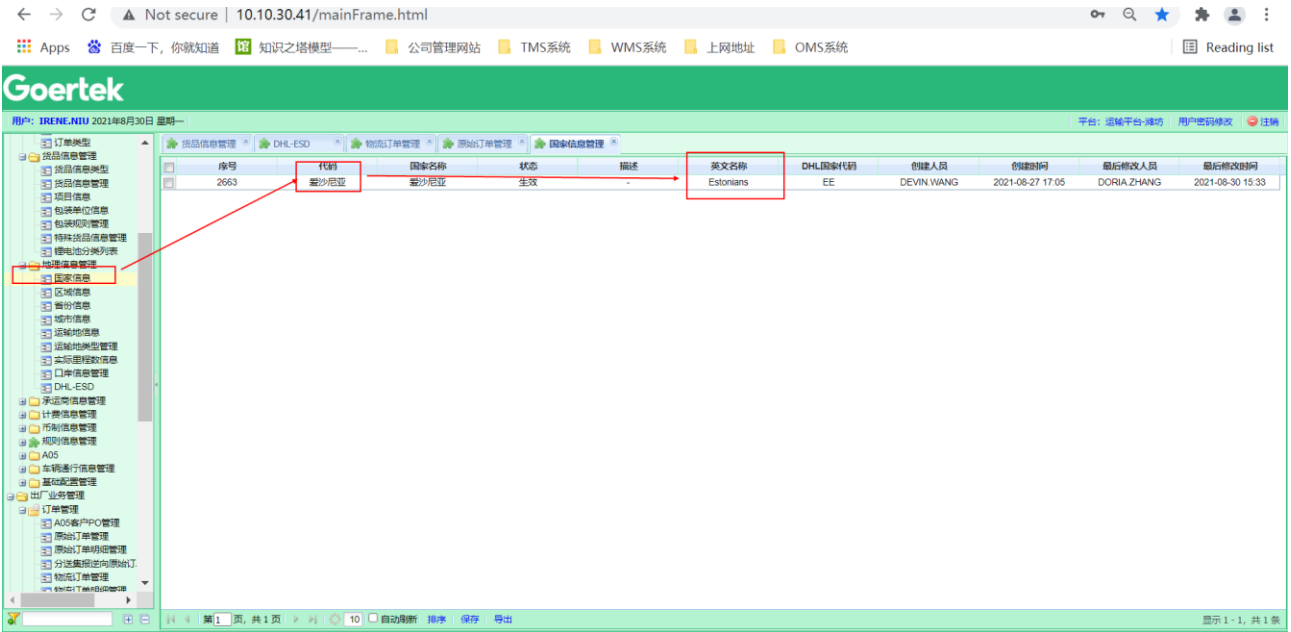 Not secure | 10.10.30.41/mainFrame.html
Apps 百度一下，你就知道 馆 知识之塔模型——... 公司管理网站 TMS系统 WMS系统 上网地址 OMS系统 Reading list
Goertek
用户: IRENE.NIU 2021年8月30日 星期一 平台: 运输平台-潍坊 用户密码修改 注销
货品信息管理 DHL-ESD 物流订单管理 原始订单管理 国家信息管理
序号 代码 国家名称 状态 描述 英文名称 DHL国家代码 创建人员 创建时间 最后修改人员 最后修改时间
2663 爱沙尼亚 爱沙尼亚 生效 - Estonians EE DEVIN.WANG 2021-08-27 17:05 DORIA.ZHANG 2021-08-30 15:33
订单类型
货品信息管理
货品信息类型
货品信息管理
项目信息
包装单位信息
包装规则管理
特殊货品信息管理
锂电池分类列表
地理信息管理
国家信息
区域信息
省份信息
城市信息
运输地信息
运输地类型管理
实际里程数信息
口岸信息管理
DHL-ESD
承运商信息管理
计费信息管理
币制信息管理
规则信息管理
A05
车辆通行信息管理
基础配置管理
出厂业务管理
订单管理
A05客户PO管理
原始订单管理
原始订单明细管理
分送集报逆向原始订
物流订单管理
物流订单明细管理
第 1 页, 共 1 页 10 自动刷新 排序 保存 导出 显示 1 - 1, 共 1 条